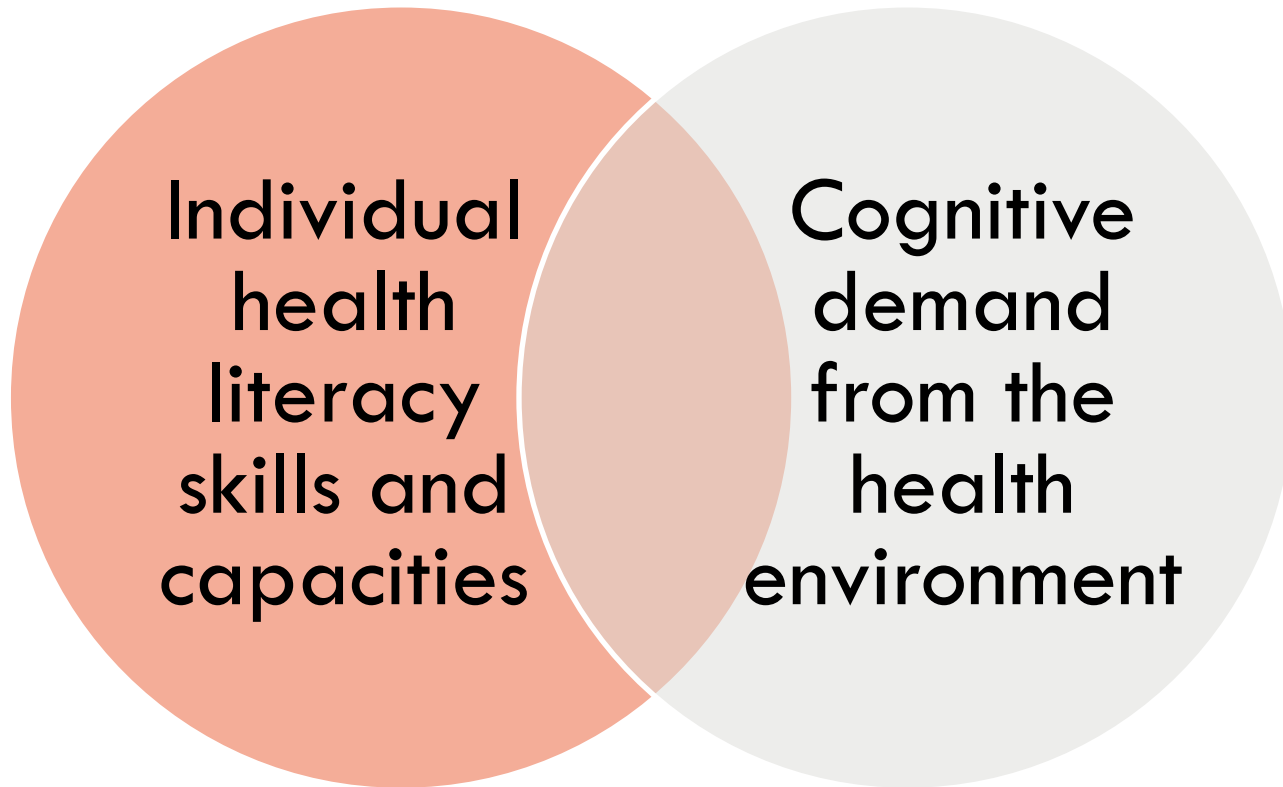 Individual
health
literacy
skills and
capacities
Cognitive
demand
from the
health
environment